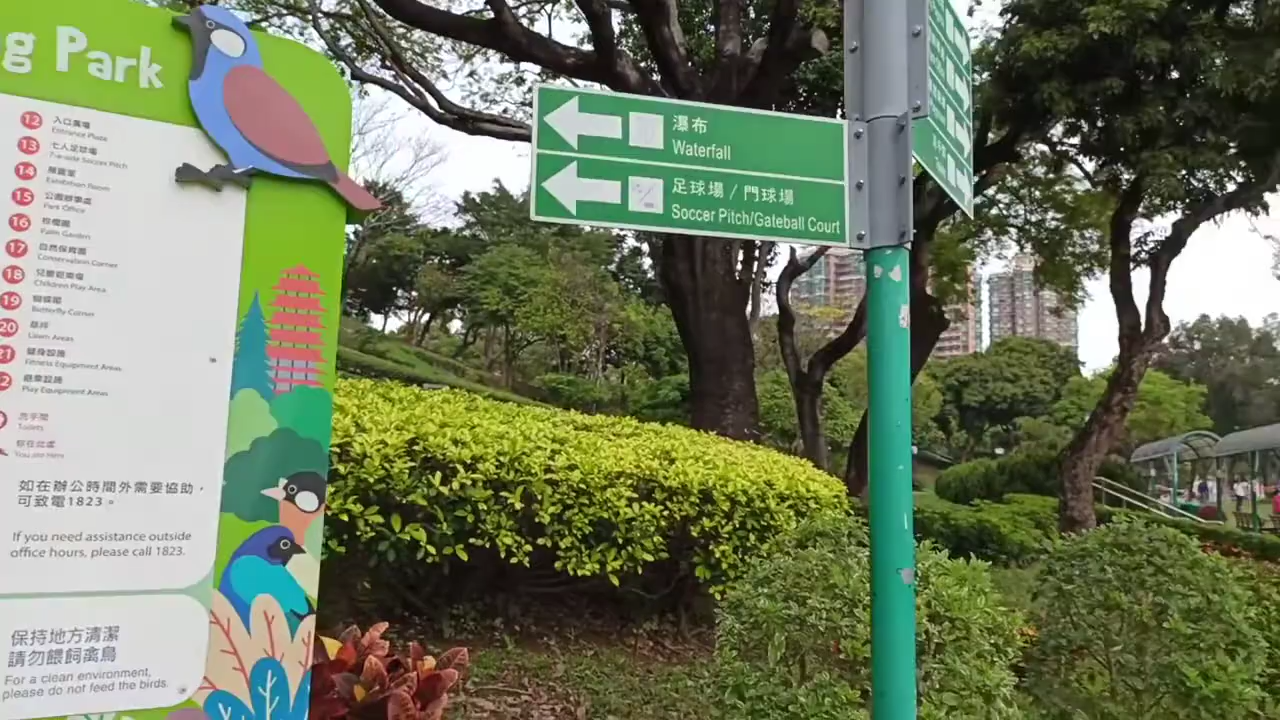 g Park
12 入口廣場
Entrance Plaza
13 七人足球場
7-a-side Soccer Pitch
14 展覽室
Exhibition Room
15 公園辦事處
Park Office
16 棕櫚園
Palm Garden
17 自然保育園
Conservation Corner
18 兒童遊樂場
Children Play Area
19 蝴蝶園
Butterfly Corner
20 草坪
Lawn Areas
21 健身設施
Fitness Equipment Areas
2 遊樂設施
Play Equipment Areas
洗手間
Toilets
你在此處
You are Here
如在辦公時間外需要協助，
可致電1823。
If you need assistance outside
office hours, please call 1823.
保持地方清潔
請勿餵飼禽鳥
For a clean environment,
please do not feed the birds.
瀑布
Waterfall
足球場 / 門球場
Soccer Pitch/Gateball Court